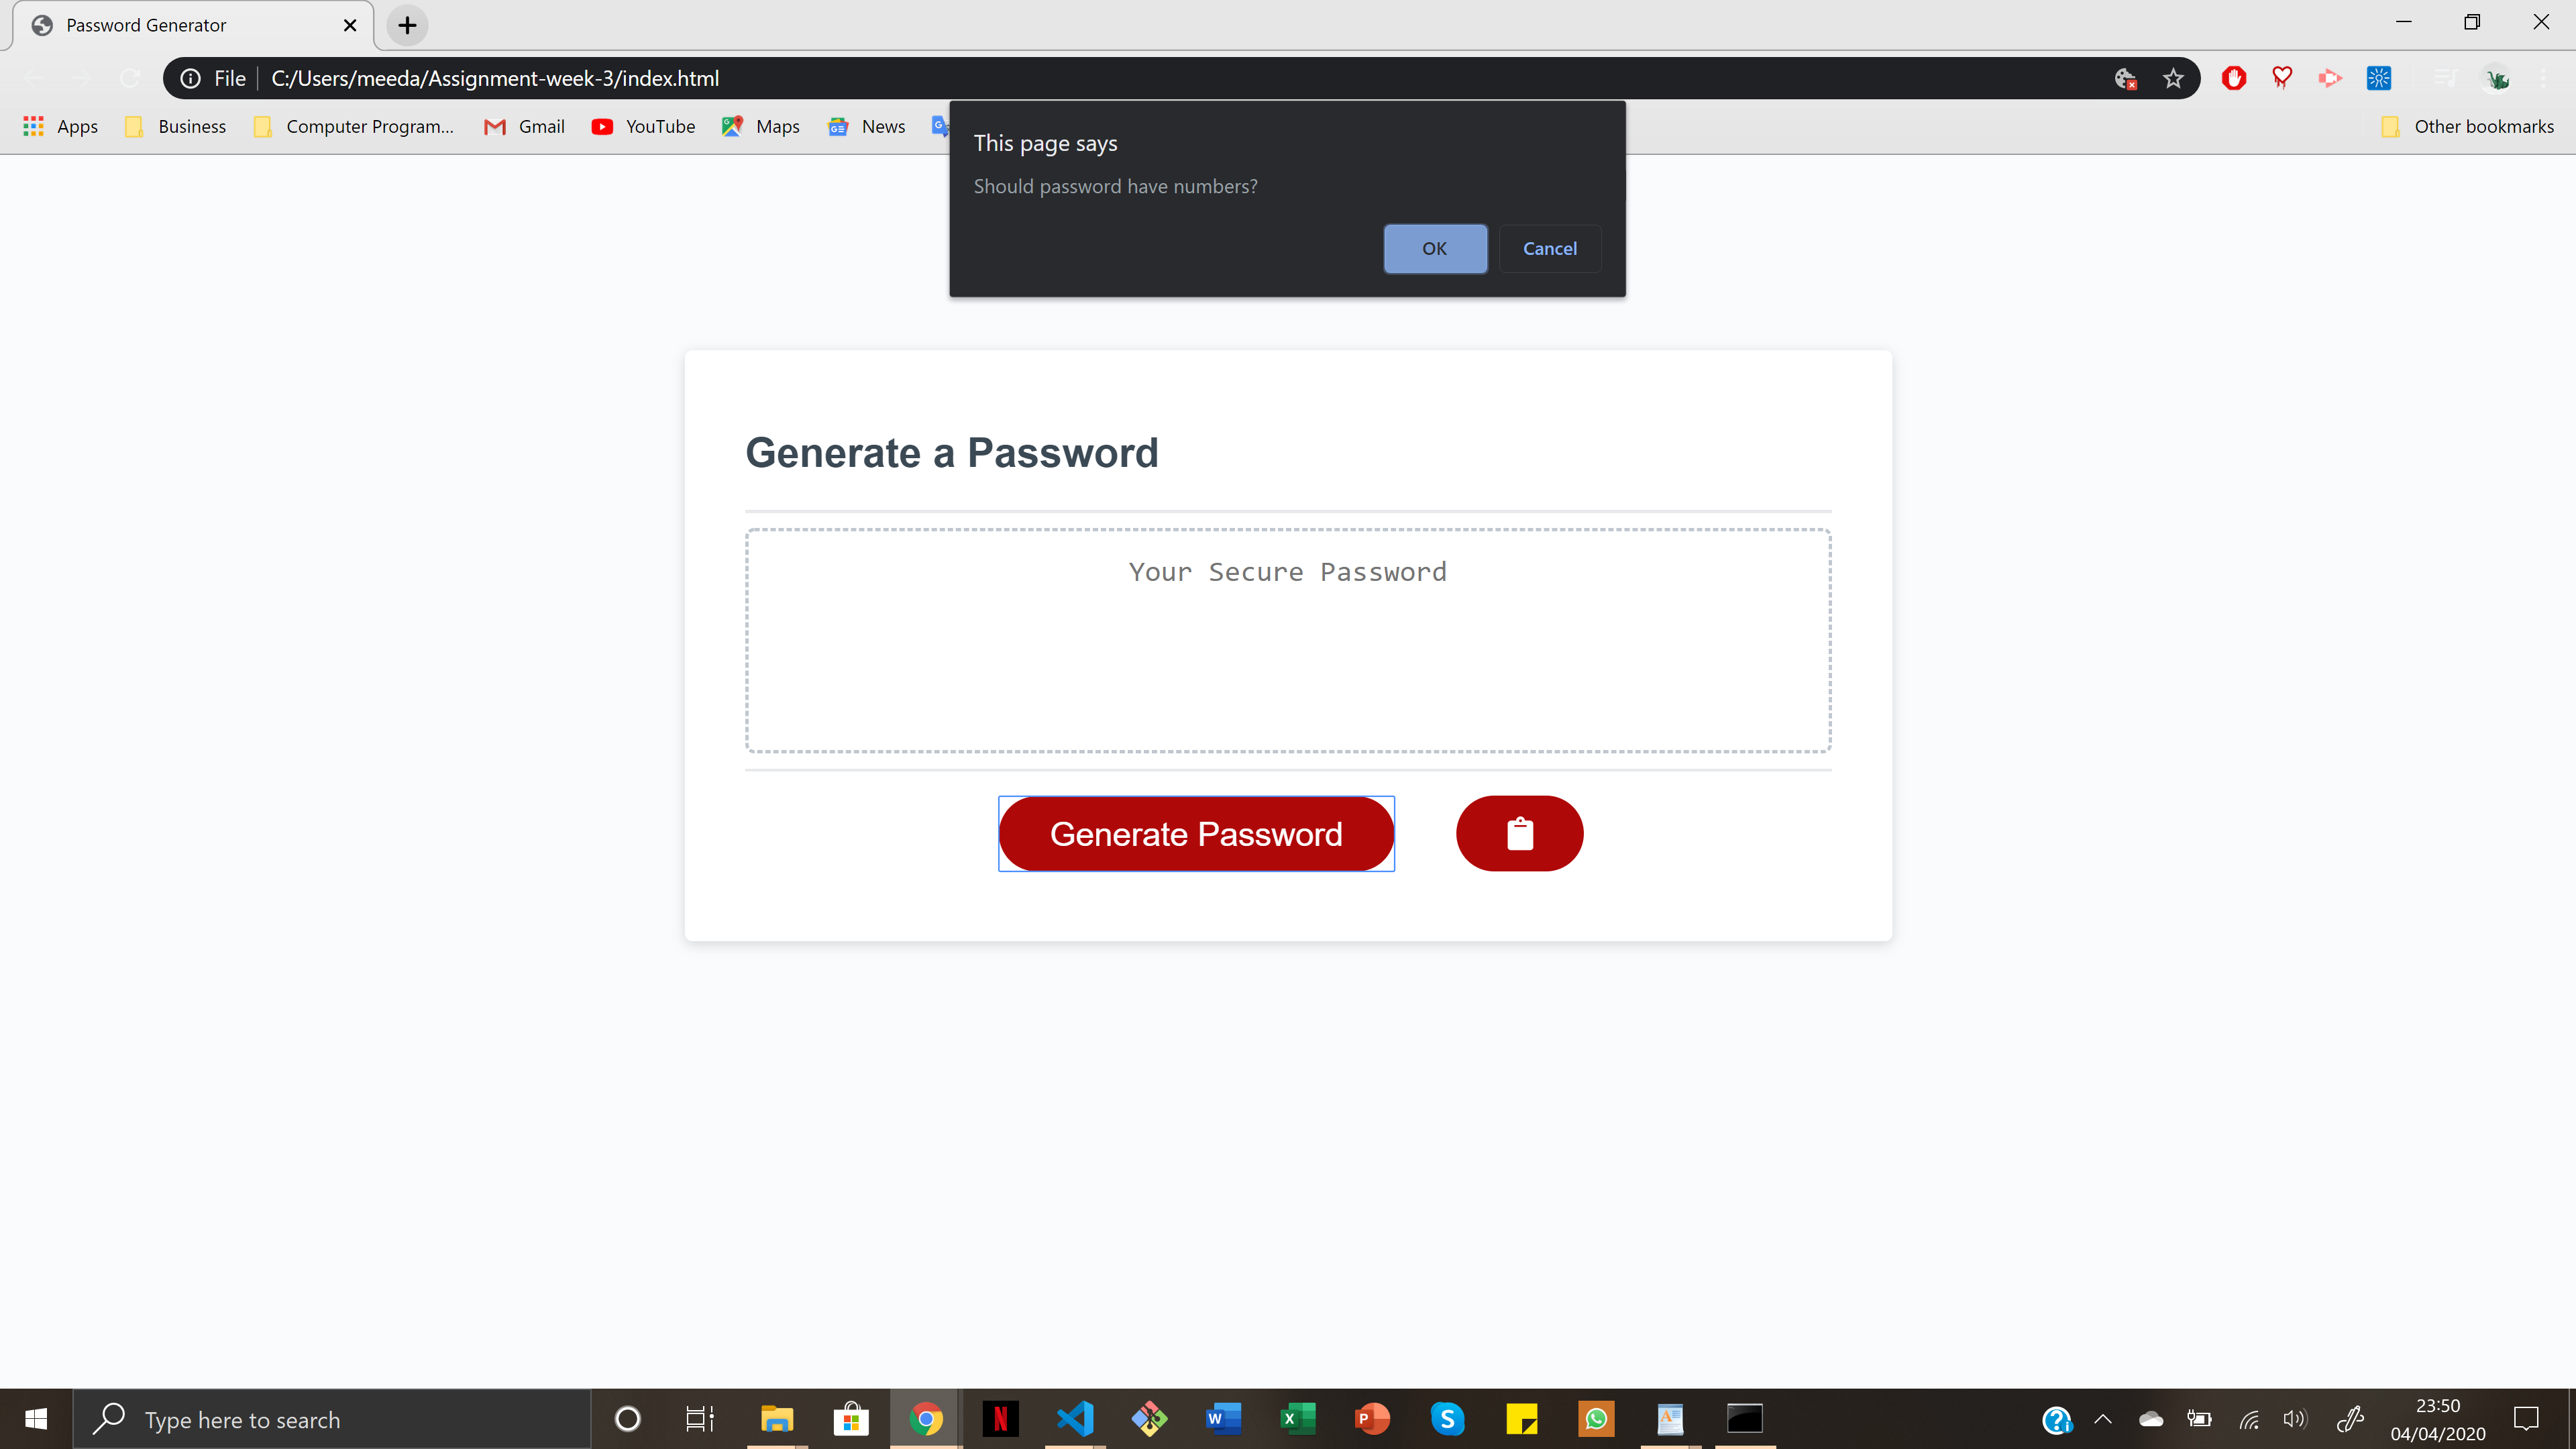 Password Generator
File C:/Users/meeda/Assignment-week-3/index.html
Apps Business Computer Program... Gmail YouTube Maps News Other bookmarks
This page says
Should password have numbers?
OK Cancel
Generate a Password
Your Secure Password
Generate Password
Type here to search
23:50
04/04/2020